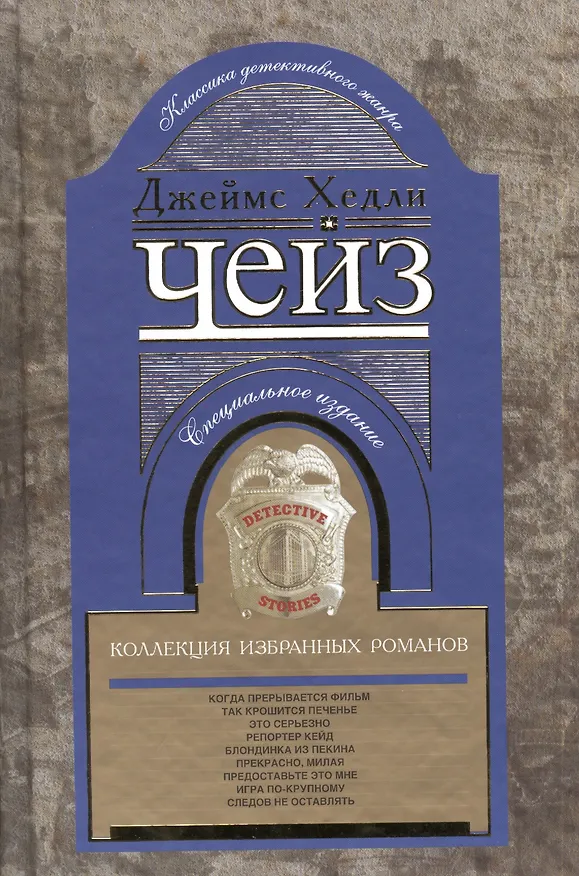 Классика детективного жанра
Джеймс Хедли
Чейз
Специальное издание
DETECTIVE
STORIES
КОЛЛЕКЦИЯ ИЗБРАННЫХ РОМАНОВ
КОГДА ПРЕРЫВАЕТСЯ ФИЛЬМ
ТАК КРОШИТСЯ ПЕЧЕНЬЕ
ЭТО СЕРЬЕЗНО
РЕПОРТЕР КЕЙД
БЛОНДИНКА ИЗ ПЕКИНА
ПРЕКРАСНО, МИЛАЯ
ПРЕДОСТАВЬТЕ ЭТО МНЕ
ИГРА ПО-КРУПНОМУ
СЛЕДОВ НЕ ОСТАВЛЯТЬ